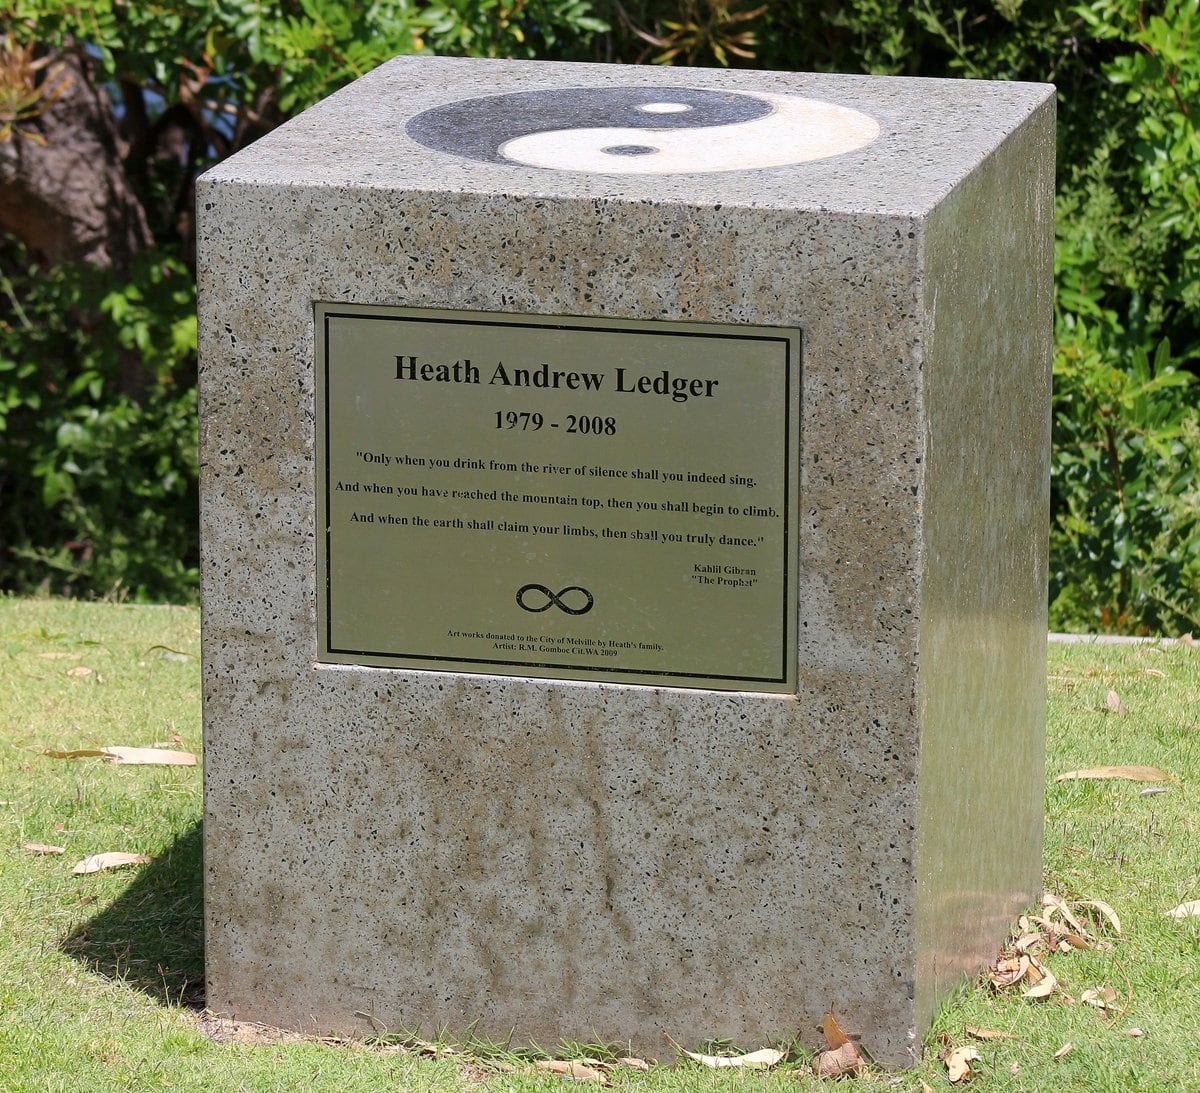 Heath Andrew Ledger
1979 - 2008
"Only when you drink from the river of silence shall you indeed sing.
And when you have reached the mountain top, then you shall begin to climb.
And when the earth shall claim your limbs, then shall you truly dance."
Kahlil Gibran
"The Prophet"
Art works donated to the City of Melville by Heath's family.
Artist: R.M. Gomboc Cit.WA 2009